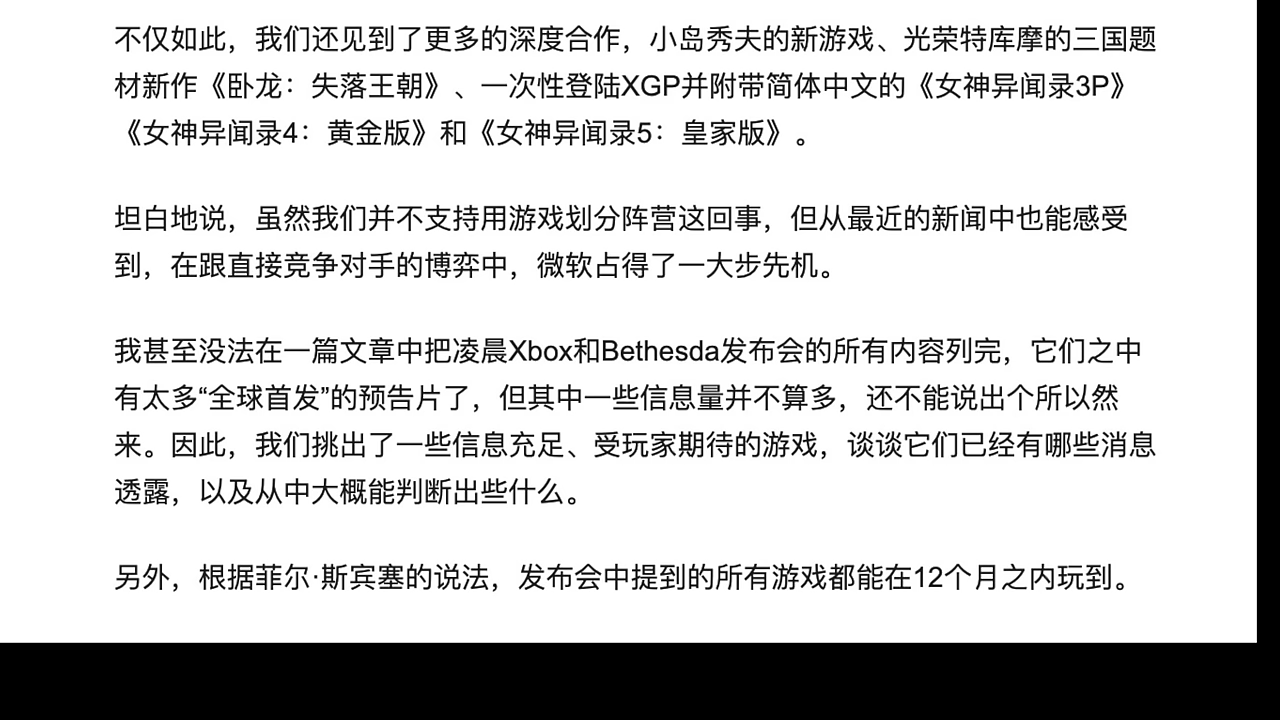 不仅如此，我们还见到了更多的深度合作，小岛秀夫的新游戏、光荣特库摩的三国题
材新作《卧龙：失落王朝》、一次性登陆XGP并附带简体中文的《女神异闻录3P》
《女神异闻录4：黄金版》和《女神异闻录5：皇家版》。
坦白地说，虽然我们并不支持用游戏划分阵营这回事，但从最近的新闻中也能感受
到，在跟直接竞争对手的博弈中，微软占得了一大步先机。
我甚至没法在一篇文章中把凌晨Xbox和Bethesda发布会的所有内容列完，它们之中
有太多“全球首发”的预告片了，但其中一些信息量并不算多，还不能说出个所以然
来。因此，我们挑出了一些信息充足、受玩家期待的游戏，谈谈它们已经有哪些消息
透露，以及从中大概能判断出些什么。
另外，根据菲尔·斯宾塞的说法，发布会中提到的所有游戏都能在12个月之内玩到。